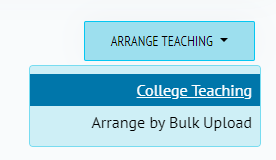 ARRANGE TEACHING
College Teaching
Arrange by Bulk Upload